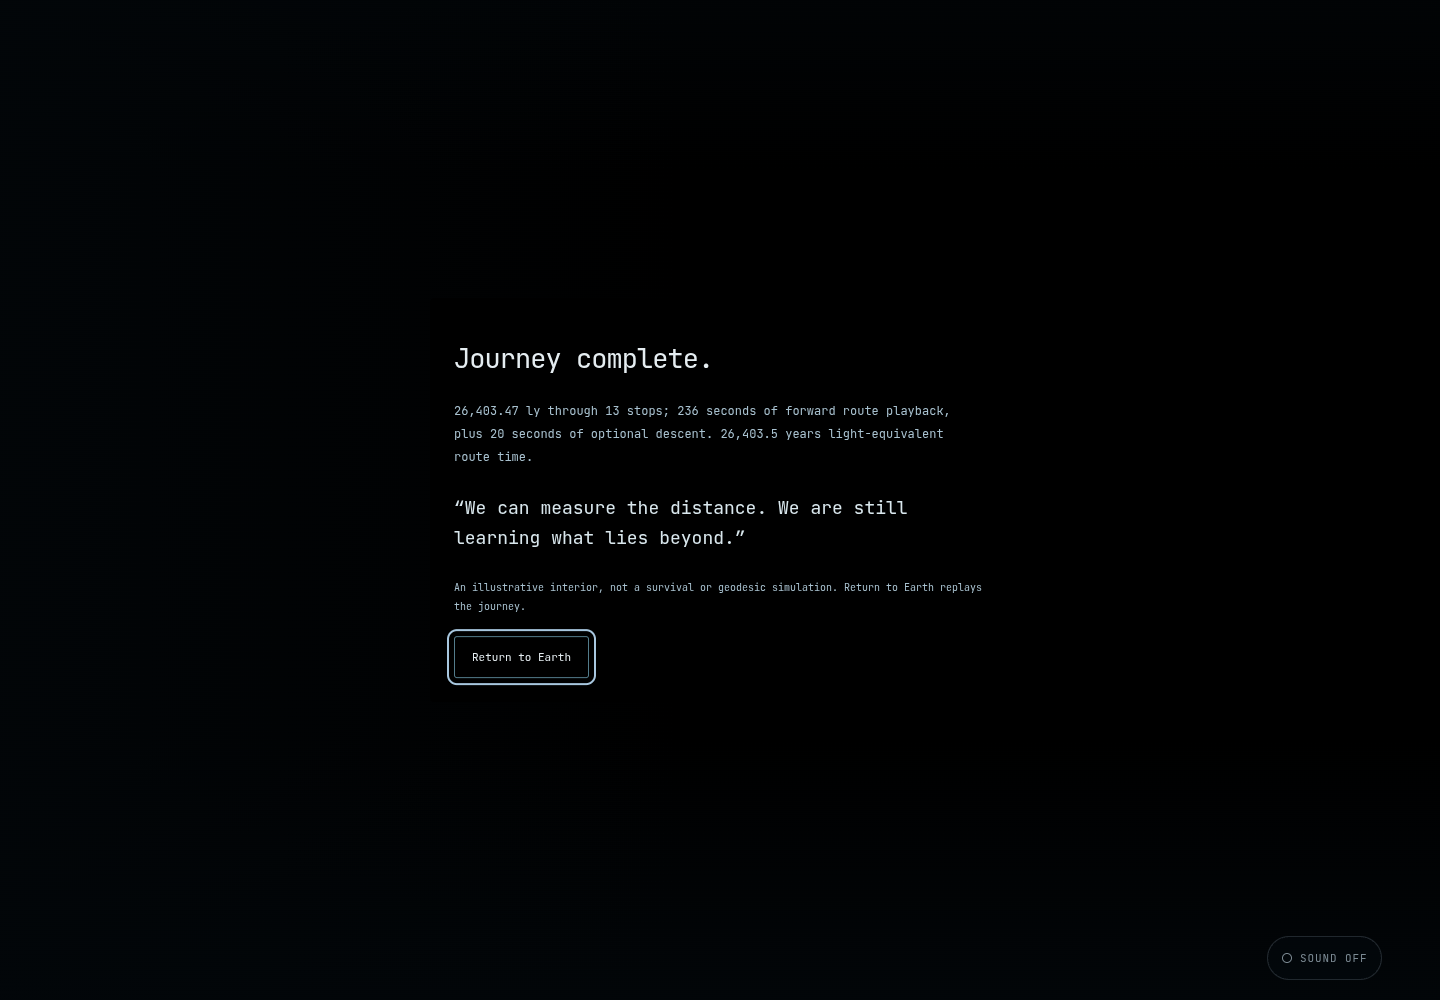 Journey complete.
26,403.47 ly through 13 stops; 236 seconds of forward route playback,
plus 20 seconds of optional descent. 26,403.5 years light-equivalent
route time.
“We can measure the distance. We are still
learning what lies beyond.”
An illustrative interior, not a survival or geodesic simulation. Return to Earth replays
the journey.
Return to Earth
SOUND OFF